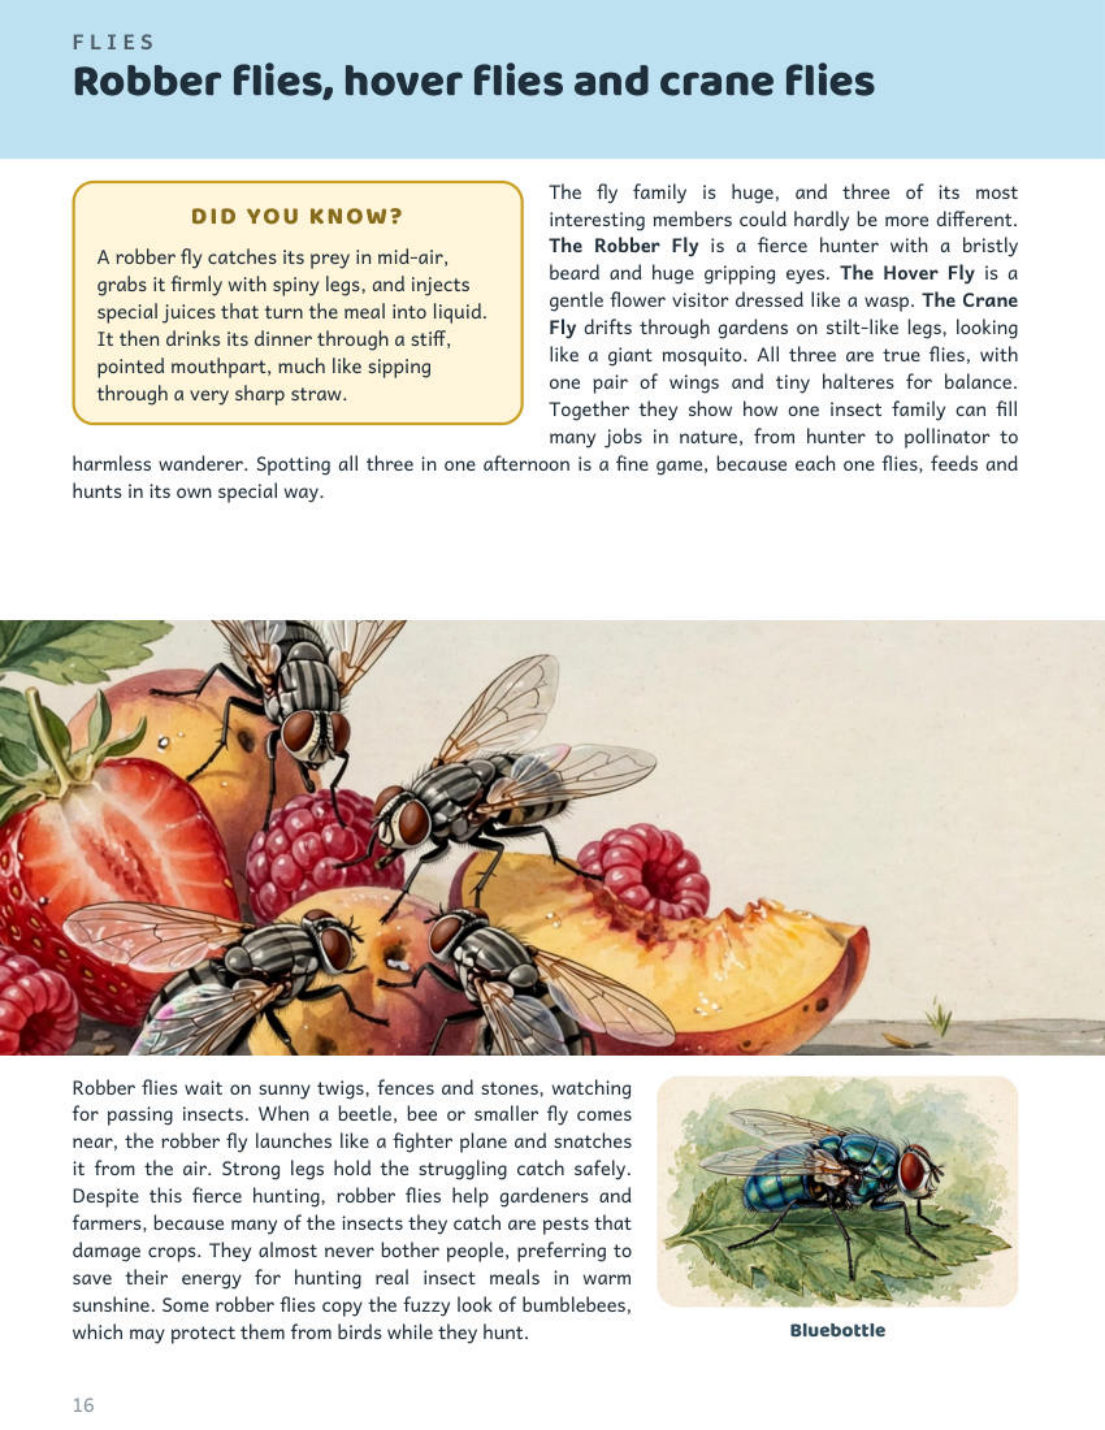 FLIES
Robber flies, hover flies and crane flies
DID YOU KNOW?
A robber fly catches its prey in mid-air,
grabs it firmly with spiny legs, and injects
special juices that turn the meal into liquid.
It then drinks its dinner through a stiff,
pointed mouthpart, much like sipping
through a very sharp straw.
The fly family is huge, and three of its most
interesting members could hardly be more different.
The Robber Fly is a fierce hunter with a bristly
beard and huge gripping eyes. The Hover Fly is a
gentle flower visitor dressed like a wasp. The Crane
Fly drifts through gardens on stilt-like legs, looking
like a giant mosquito. All three are true flies, with
one pair of wings and tiny halteres for balance.
Together they show how one insect family can fill
many jobs in nature, from hunter to pollinator to
harmless wanderer. Spotting all three in one afternoon is a fine game, because each one flies, feeds and
hunts in its own special way.
Robber flies wait on sunny twigs, fences and stones, watching
for passing insects. When a beetle, bee or smaller fly comes
near, the robber fly launches like a fighter plane and snatches
it from the air. Strong legs hold the struggling catch safely.
Despite this fierce hunting, robber flies help gardeners and
farmers, because many of the insects they catch are pests that
damage crops. They almost never bother people, preferring to
save their energy for hunting real insect meals in warm
sunshine. Some robber flies copy the fuzzy look of bumblebees,
which may protect them from birds while they hunt.
Bluebottle
16